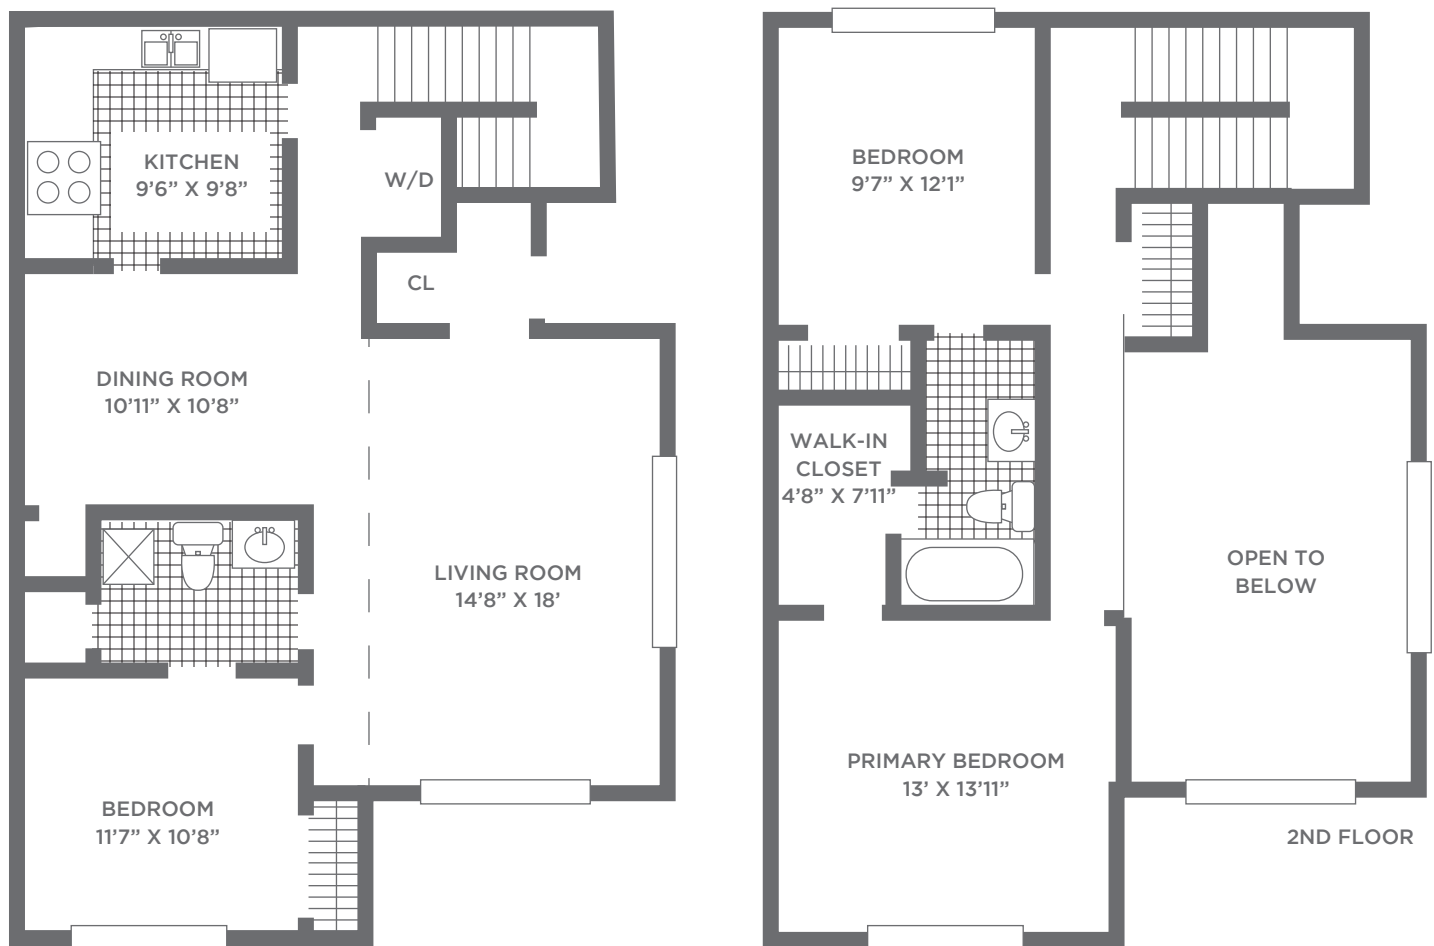 KITCHEN
9’6” X 9’8”
W/D
CL
DINING ROOM
10’11” X 10’8”
LIVING ROOM
14’8” X 18’
BEDROOM
11’7” X 10’8”
BEDROOM
9’7” X 12’1”
WALK-IN
CLOSET
4’8” X 7’11”
OPEN TO
BELOW
PRIMARY BEDROOM
13’ X 13’11”
2ND FLOOR